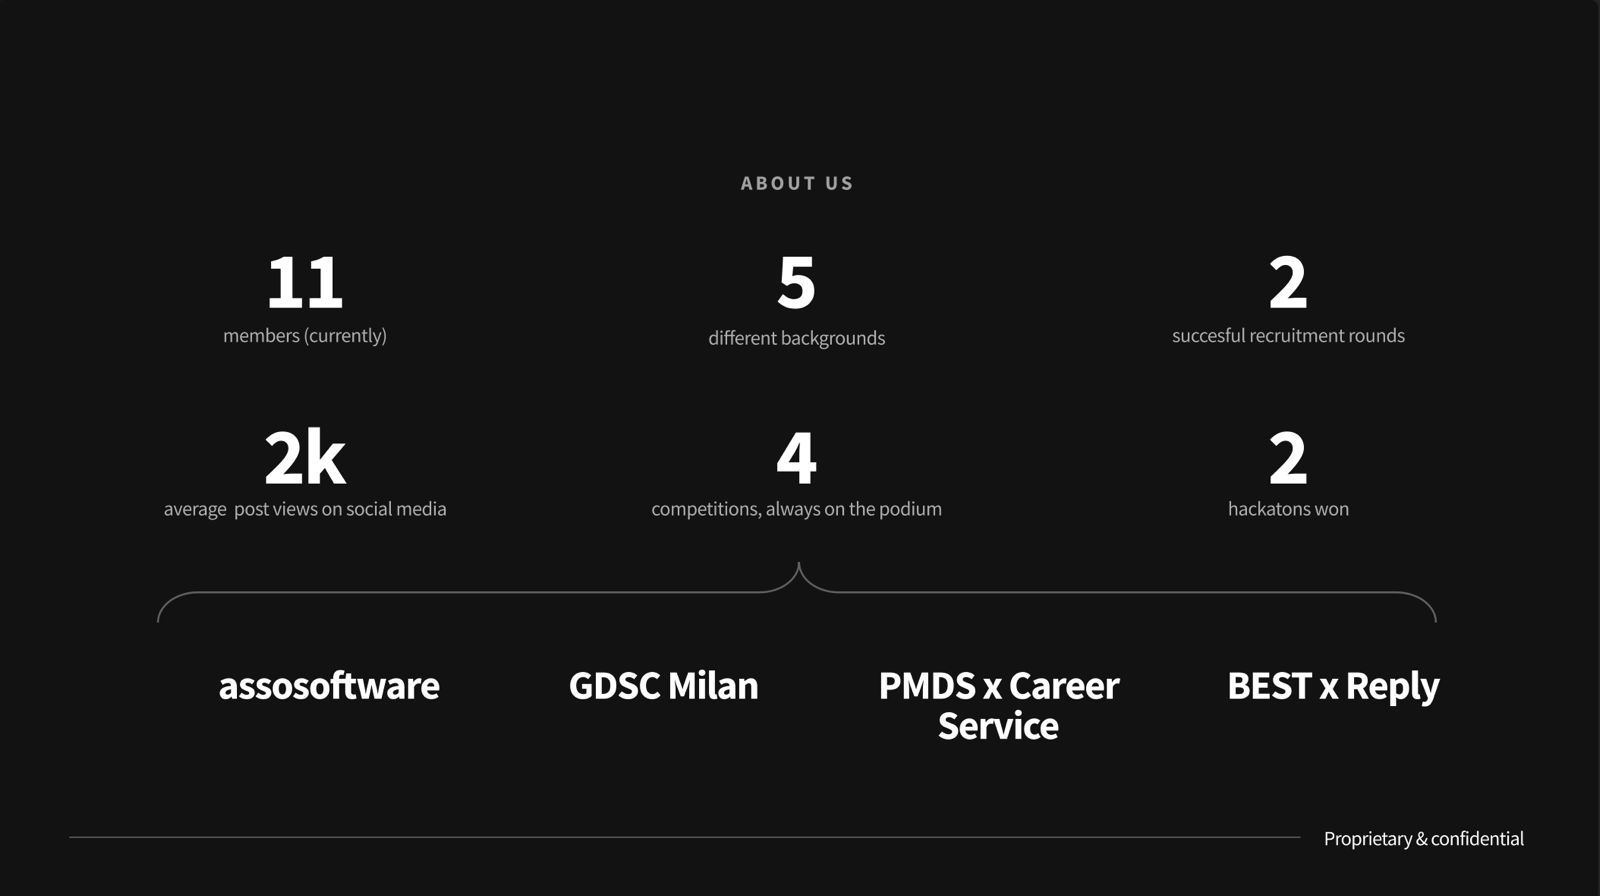 ABOUT US
11
members (currently)
5
different backgrounds
2
succesful recruitment rounds
2k
average post views on social media
4
competitions, always on the podium
2
hackatons won
assosoftware
GDSC Milan
PMDS x Career
Service
BEST x Reply
Proprietary & confidential